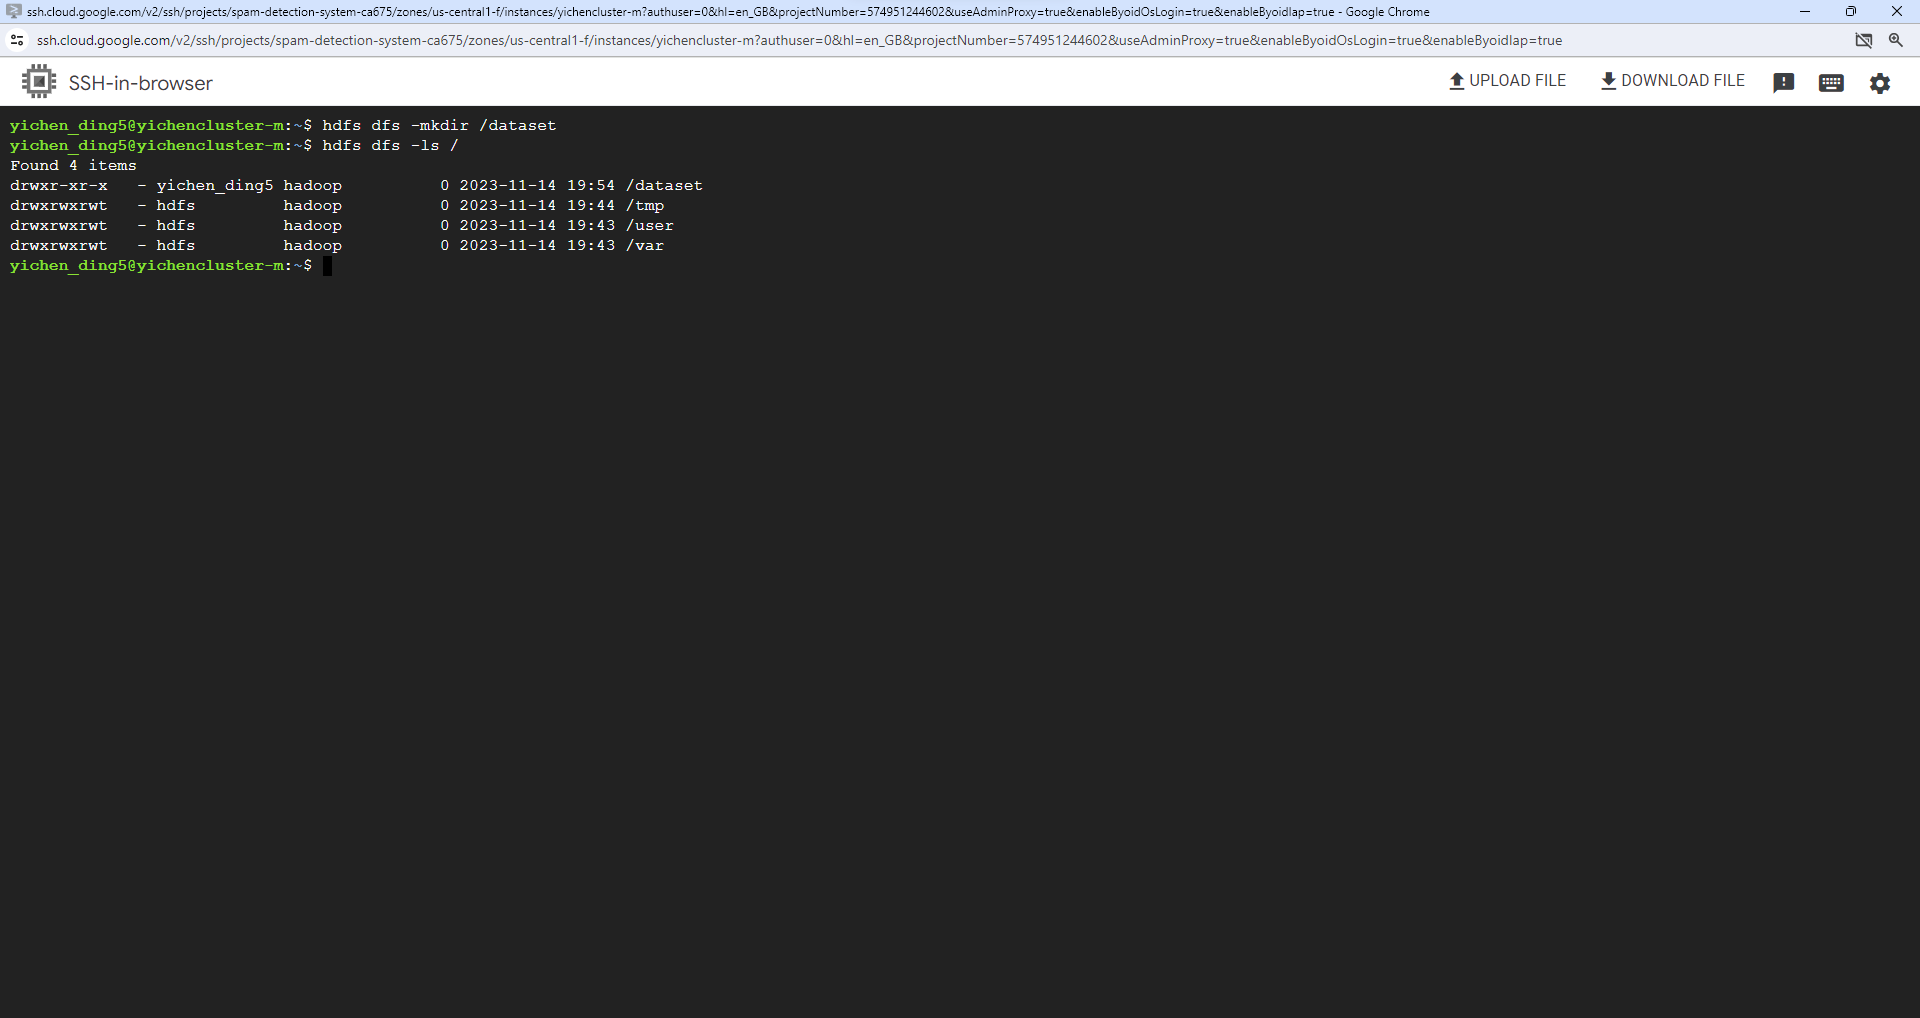 ssh.cloud.google.com/v2/ssh/projects/spam-detection-system-ca675/zones/us-central1-f/instances/yichencluster-m?authuser=0&hl=en_GB&projectNumber=574951244602&useAdminProxy=true&enableByoidOsLogin=true&enableByoidIap=true - Google Chrome
ssh.cloud.google.com/v2/ssh/projects/spam-detection-system-ca675/zones/us-central1-f/instances/yichencluster-m?authuser=0&hl=en_GB&projectNumber=574951244602&useAdminProxy=true&enableByoidOsLogin=true&enableByoidIap=true
SSH-in-browser UPLOAD FILE DOWNLOAD FILE
yichen_ding5@yichencluster-m:~$ hdfs dfs -mkdir /dataset
yichen_ding5@yichencluster-m:~$ hdfs dfs -ls /
Found 4 items
drwxr-xr-x   - yichen_ding5 hadoop          0 2023-11-14 19:54 /dataset
drwxrwxrwt   - hdfs         hadoop          0 2023-11-14 19:44 /tmp
drwxrwxrwt   - hdfs         hadoop          0 2023-11-14 19:43 /user
drwxrwxrwt   - hdfs         hadoop          0 2023-11-14 19:43 /var
yichen_ding5@yichencluster-m:~$